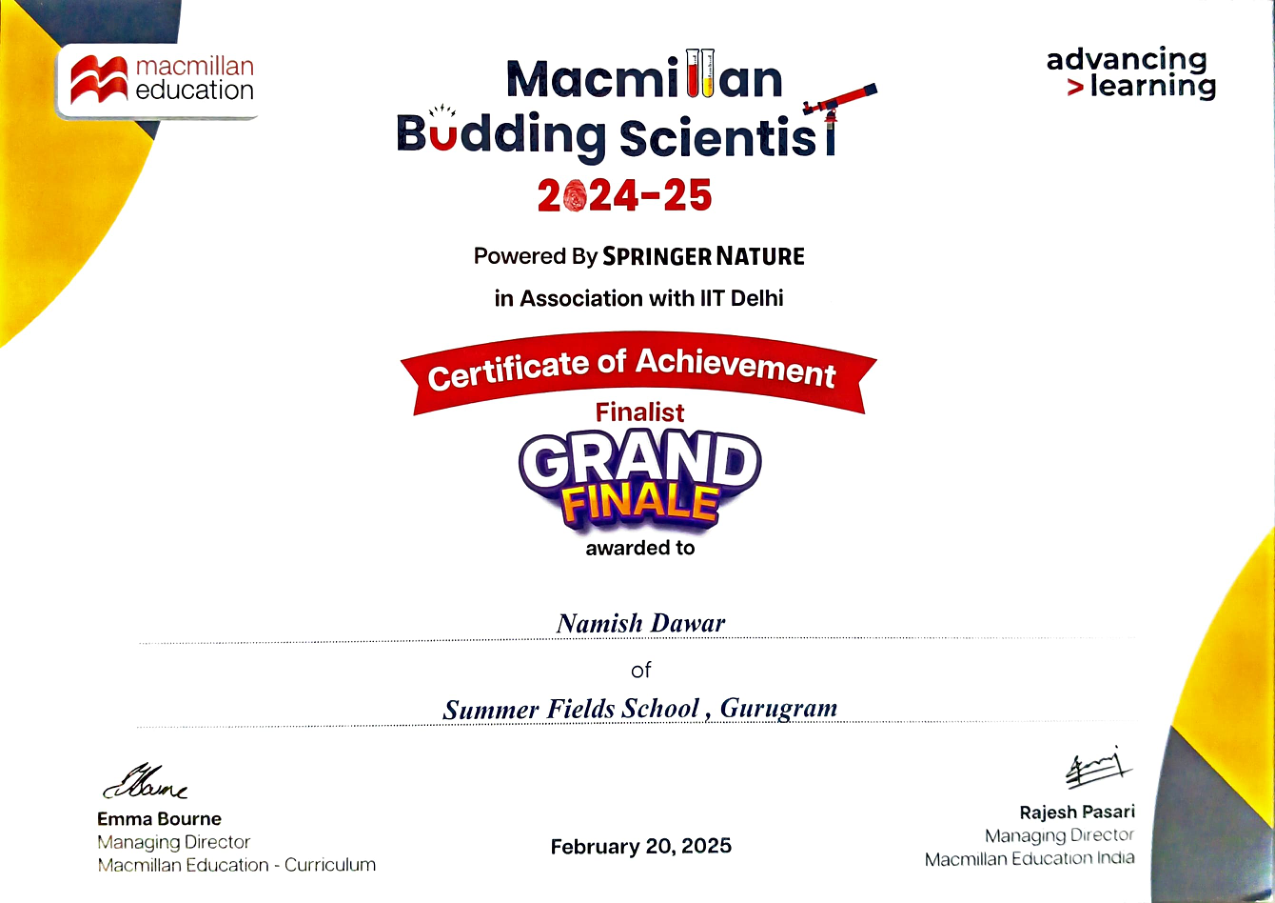 macmillan
education
advancing
>learning
Macmillan
Budding Scientist
2024-25
Powered By SPRINGER NATURE
in Association with IIT Delhi
Certificate of Achievement
Finalist
GRAND
FINALE
awarded to
Namish Dawar
of
Summer Fields School , Gurugram
Emma Bourne
Managing Director
Macmillan Education - Curriculum
February 20, 2025
Rajesh Pasari
Managing Director
Macmillan Education India